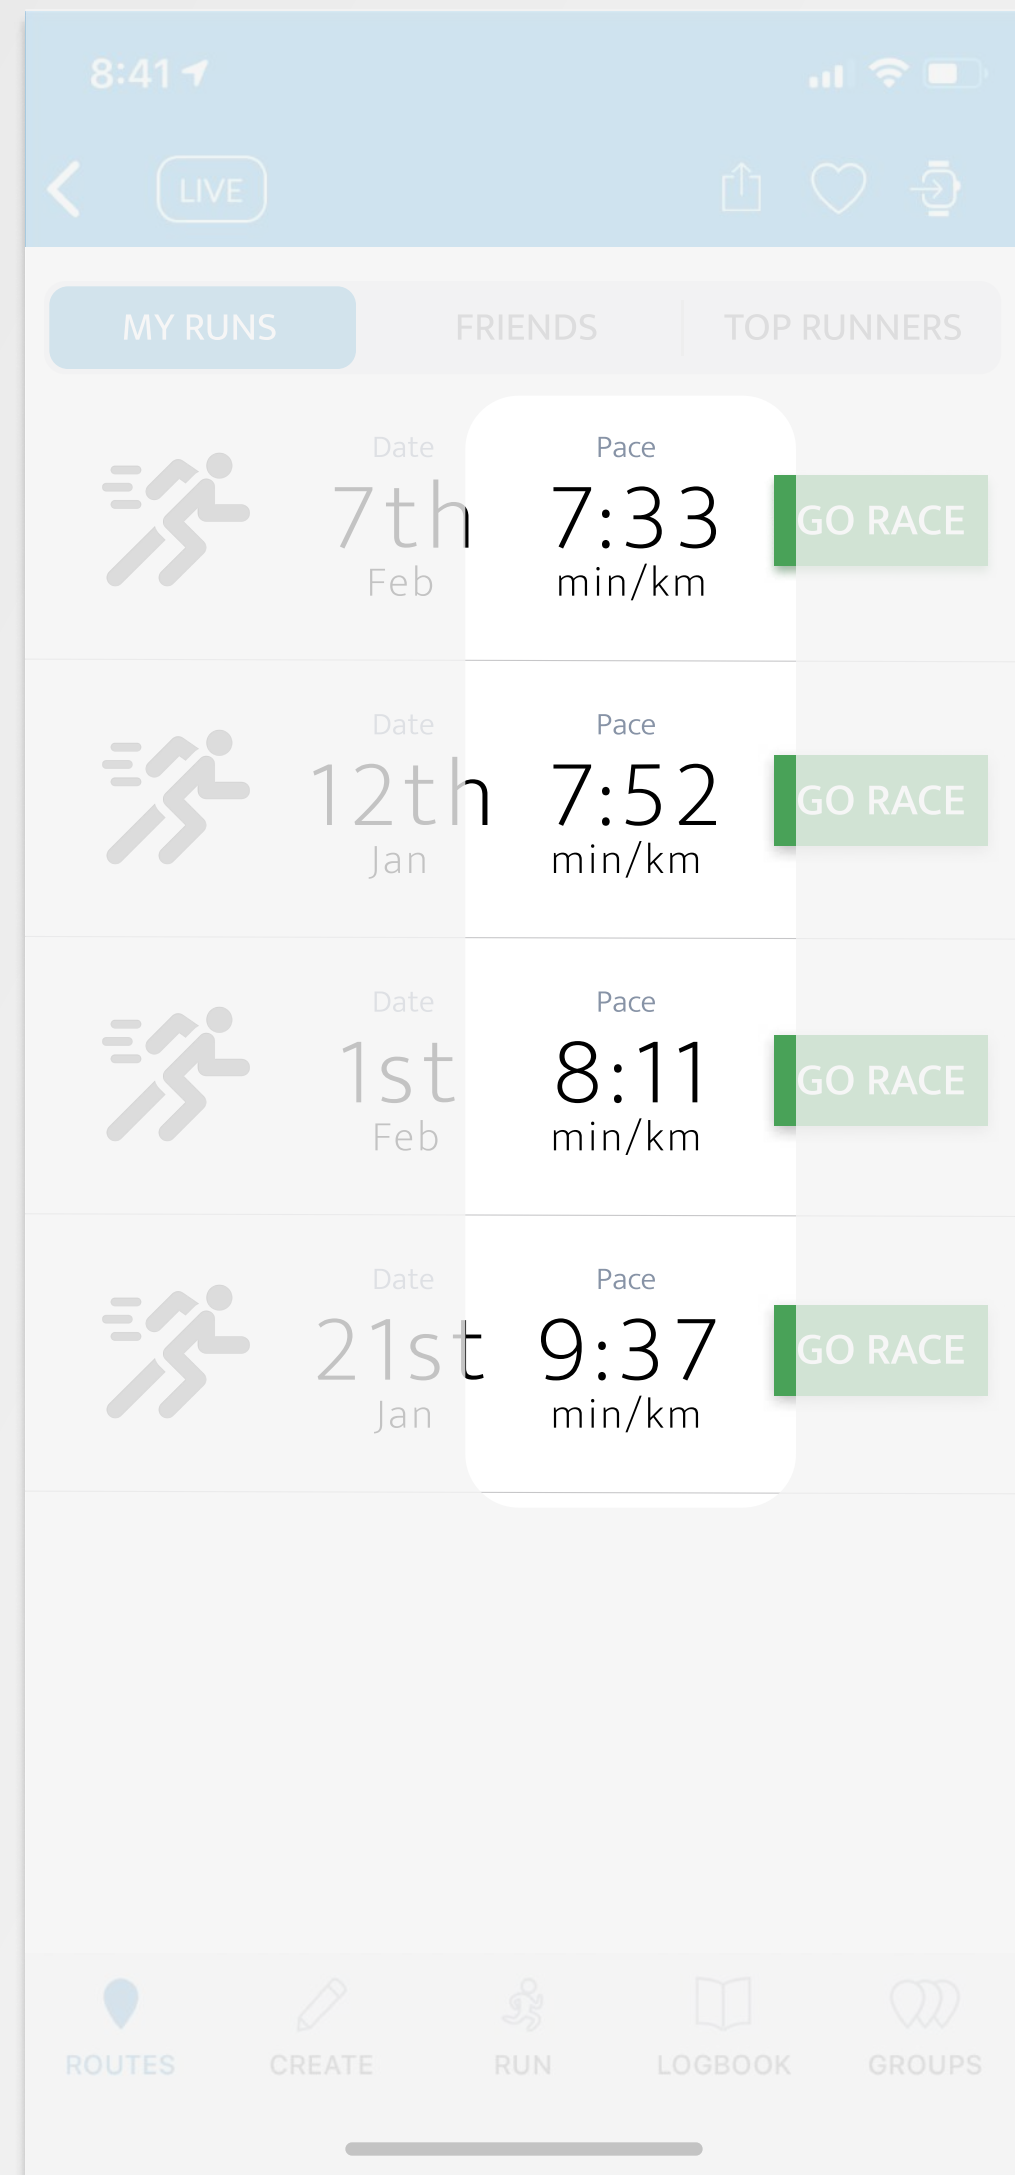 8:41
LIVE
MY RUNS FRIENDS TOP RUNNERS
Date Pace
7th 7:33 GO RACE
Feb min/km
Date Pace
12th 7:52 GO RACE
Jan min/km
Date Pace
1st 8:11 GO RACE
Feb min/km
Date Pace
21st 9:37 GO RACE
Jan min/km
ROUTES CREATE RUN LOGBOOK GROUPS